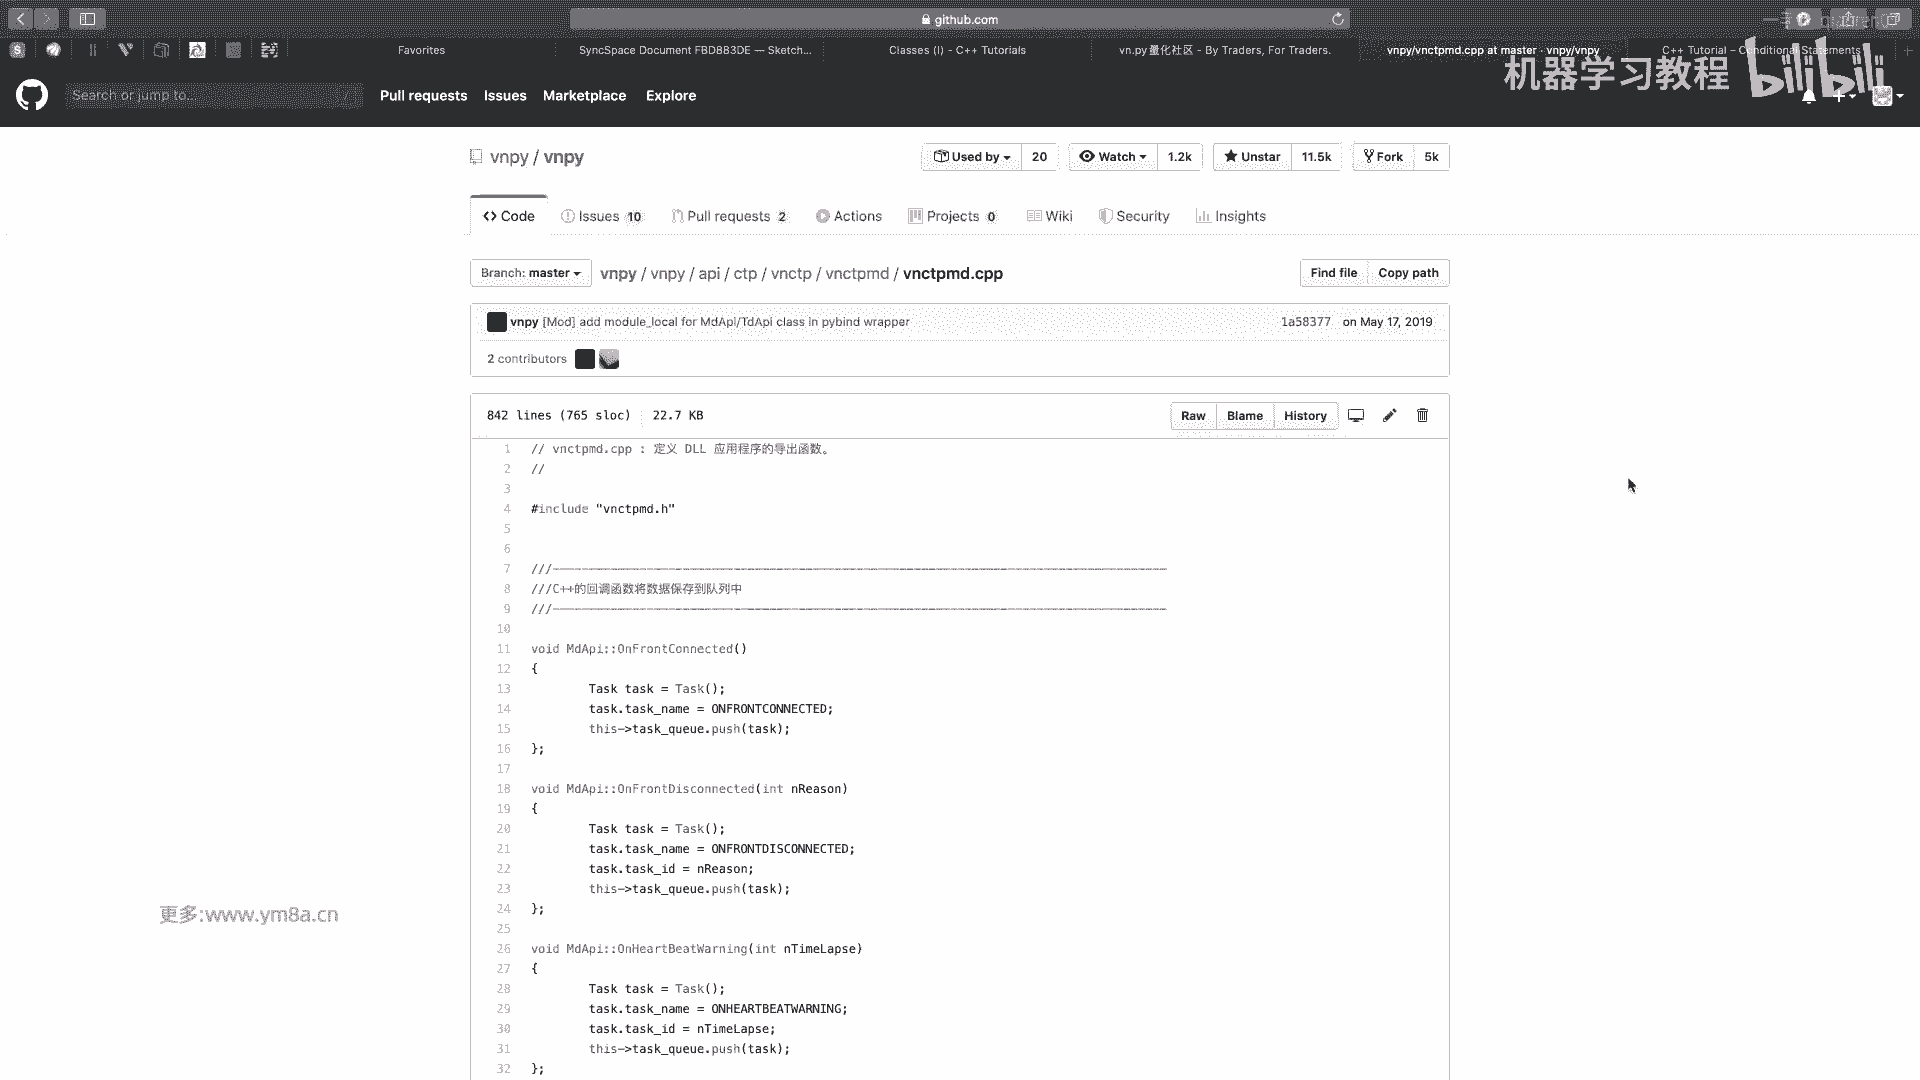 github.com
Favorites
SyncSpace Document FBD883DE — Sketch...
Classes (I) - C++ Tutorials
vn.py量化社区 - By Traders, For Traders.
vnpy/vnctpmd.cpp at master · vnpy/vnpy
C++ Tutorial – Conditional Statements
机器学习教程 bilibili
Search or jump to...
/
Pull requests
Issues
Marketplace
Explore
vnpy / vnpy
Used by 20
Watch 1.2k
Unstar 11.5k
Fork 5k
<> Code
Issues 10
Pull requests 2
Actions
Projects 0
Wiki
Security
Insights
Branch: master
vnpy / vnpy / api / ctp / vnctp / vnctpmd / vnctpmd.cpp
Find file
Copy path
vnpy [Mod] add module_local for MdApi/TdApi class in pybind wrapper
1a58377 on May 17, 2019
2 contributors
842 lines (765 sloc) 22.7 KB
Raw
Blame
History
1 // vnctpmd.cpp : 定义 DLL 应用程序的导出函数。
2 //
3
4 #include "vnctpmd.h"
5
6
7 ///-------------------------------------------------------------------------------------
8 ///C++的回调函数将数据保存到队列中
9 ///-------------------------------------------------------------------------------------
10
11 void MdApi::OnFrontConnected()
12 {
13 Task task = Task();
14 task.task_name = ONFRONTCONNECTED;
15 this->task_queue.push(task);
16 };
17
18 void MdApi::OnFrontDisconnected(int nReason)
19 {
20 Task task = Task();
21 task.task_name = ONFRONTDISCONNECTED;
22 task.task_id = nReason;
23 this->task_queue.push(task);
24 };
25
26 void MdApi::OnHeartBeatWarning(int nTimeLapse)
27 {
28 Task task = Task();
29 task.task_name = ONHEARTBEATWARNING;
30 task.task_id = nTimeLapse;
31 this->task_queue.push(task);
32 };
更多:www.ym8a.cn